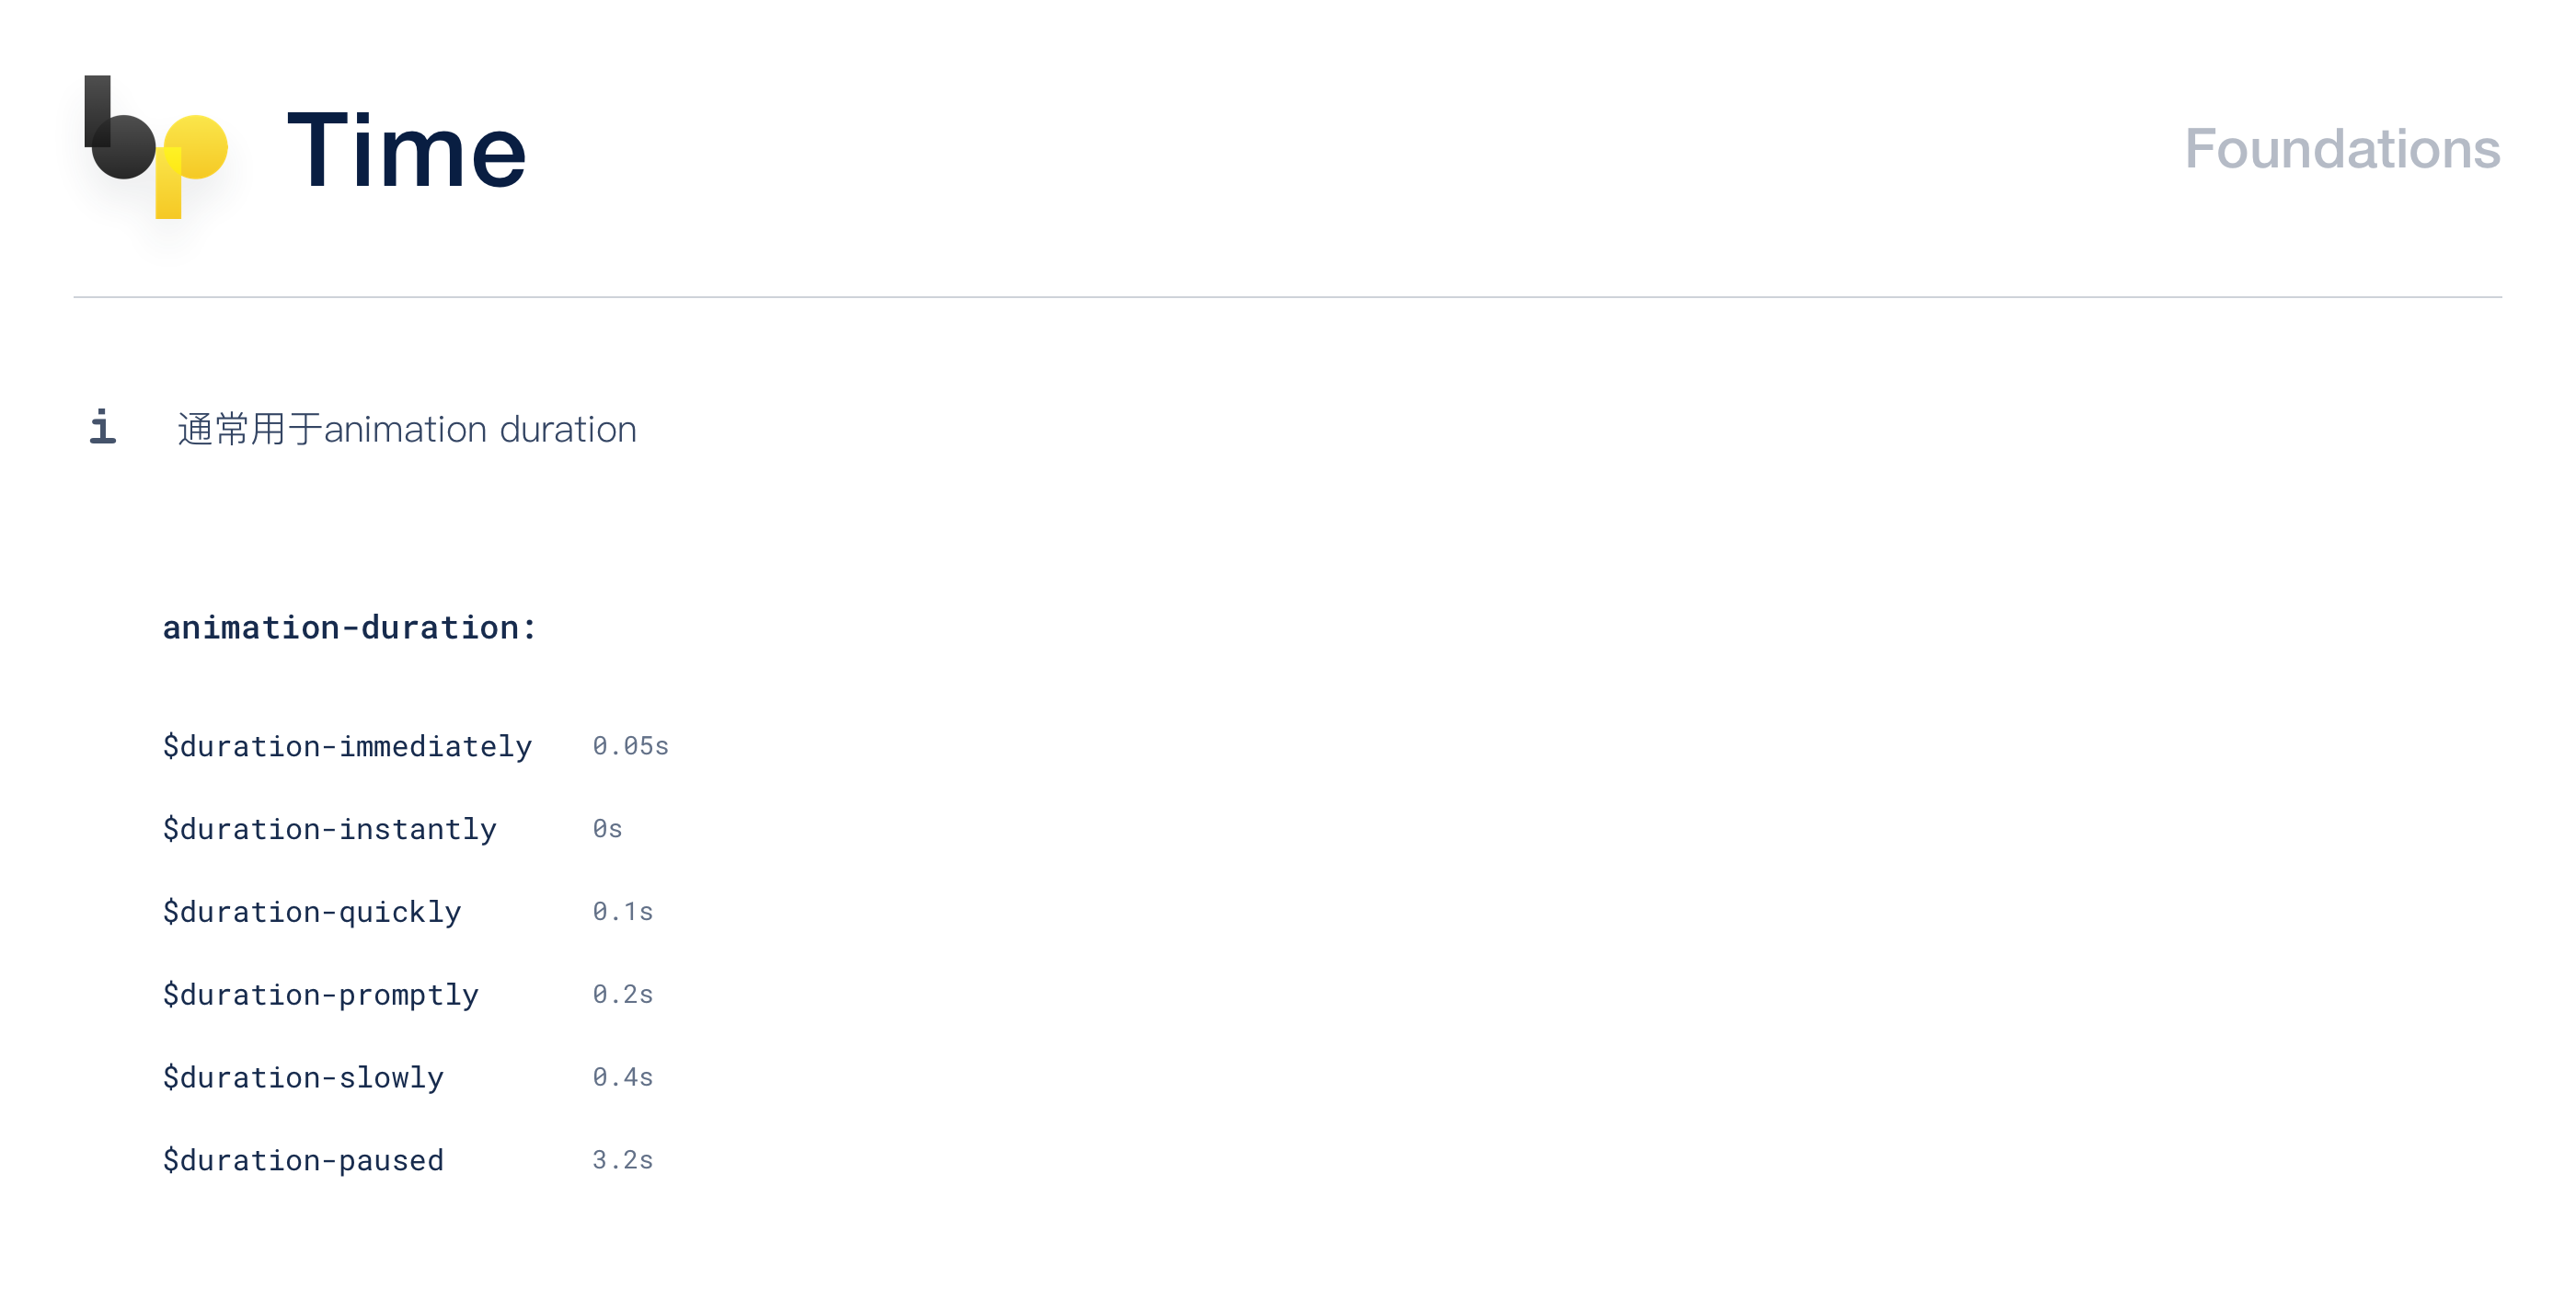 bp Time
Foundations
i 通常用于animation duration
animation-duration:
$duration-immediately 0.05s
$duration-instantly 0s
$duration-quickly 0.1s
$duration-promptly 0.2s
$duration-slowly 0.4s
$duration-paused 3.2s